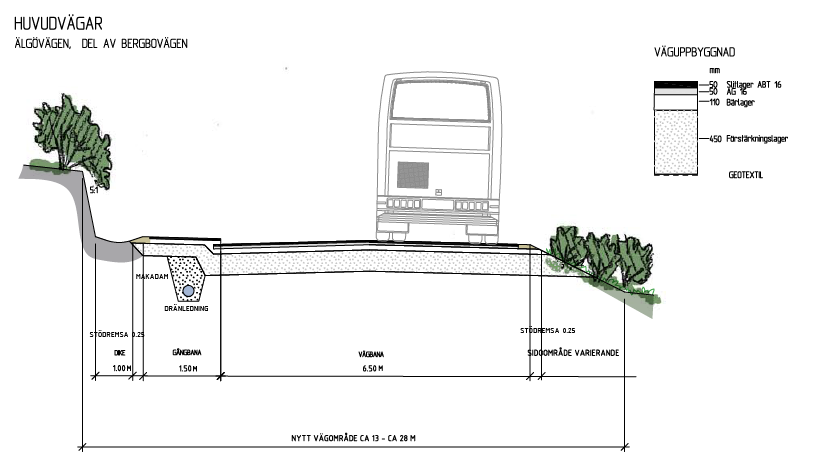 HUVUDVÄGAR
ÄLGÖVÄGEN, DEL AV BERGBOVÄGEN
VÄGUPPBYGGNAD
mm
50 Slitlager ABT 16
50 AG 16
110 Bärlager
450 Förstärkningslager
GEOTEXTIL
5:1
MAKADAM
DRÄNLEDNING
STÖDREMSA 0.25
STÖDREMSA 0.25
DIKE
1.00 M
GÅNGBANA
1.50 M
VÄGBANA
6.50 M
SIDOOMRÅDE VARIERANDE
NYTT VÄGOMRÅDE CA 13 - CA 28 M